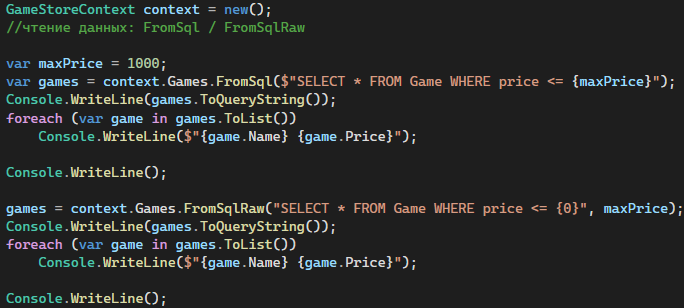 GameStoreContext context = new();
//чтение данных: FromSql / FromSqlRaw
var maxPrice = 1000;
var games = context.Games.FromSql($"SELECT * FROM Game WHERE price <= {maxPrice}");
Console.WriteLine(games.ToQueryString());
foreach (var game in games.ToList())
    Console.WriteLine($"{game.Name} {game.Price}");
Console.WriteLine();
games = context.Games.FromSqlRaw("SELECT * FROM Game WHERE price <= {0}", maxPrice);
Console.WriteLine(games.ToQueryString());
foreach (var game in games.ToList())
    Console.WriteLine($"{game.Name} {game.Price}");
Console.WriteLine();